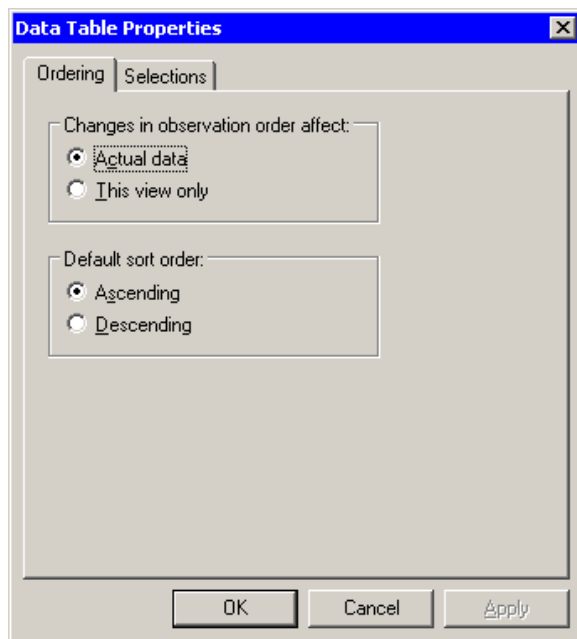 Data Table Properties
Ordering
Selections
Changes in observation order affect:
Actual data
This view only
Default sort order:
Ascending
Descending
OK
Cancel
Apply